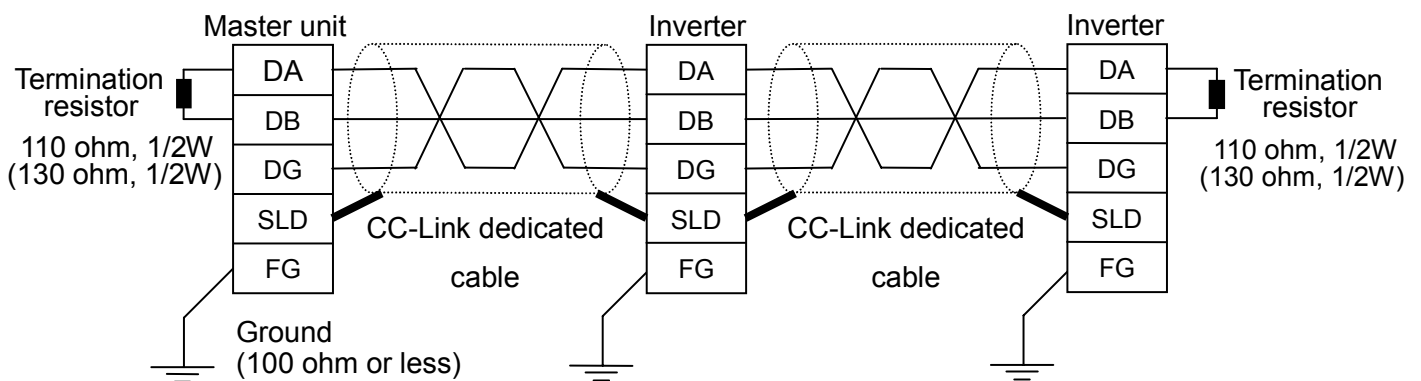 Master unit
Inverter
Inverter
Termination
resistor
110 ohm, 1/2W
(130 ohm, 1/2W)
DA
DB
DG
SLD
FG
CC-Link dedicated
cable
DA
DB
DG
SLD
FG
CC-Link dedicated
cable
DA
DB
DG
SLD
FG
Termination
resistor
110 ohm, 1/2W
(130 ohm, 1/2W)
Ground
(100 ohm or less)